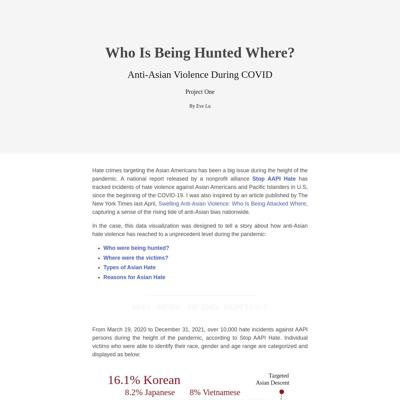 Who Is Being Hunted Where?
Anti-Asian Violence During COVID
Project One
By Eve Lu
Hate crimes targeting the Asian Americans has been a big issue during the height of the
pandemic. A national report released by a nonprofit alliance Stop AAPI Hate has
tracked incidents of hate violence against Asian Americans and Pacific Islanders in U.S,
since the beginning of the COVID-19. I was also inspired by an article published by The
New York Times last April, Swelling Anti-Asian Violence: Who Is Being Attacked Where,
capturing a sense of the rising tide of anti-Asian bias nationwide.
In the case, this data visualization was designed to tell a story about how anti-Asian
hate violence has reached to a unprecedent level during the pandemic:
• Who were being hunted?
• Where were the victims?
• Types of Asian Hate
• Reasons for Asian Hate
From March 19, 2020 to December 31, 2021, over 10,000 hate incidents against AAPI
persons during the height of the pandemic, according to Stop AAPI Hate. Individual
victims who were able to identify their race, gender and age range are categorized and
displayed as below:
16.1% Korean
Targeted
Asian Descent
8.2% Japanese
8% Vietnamese